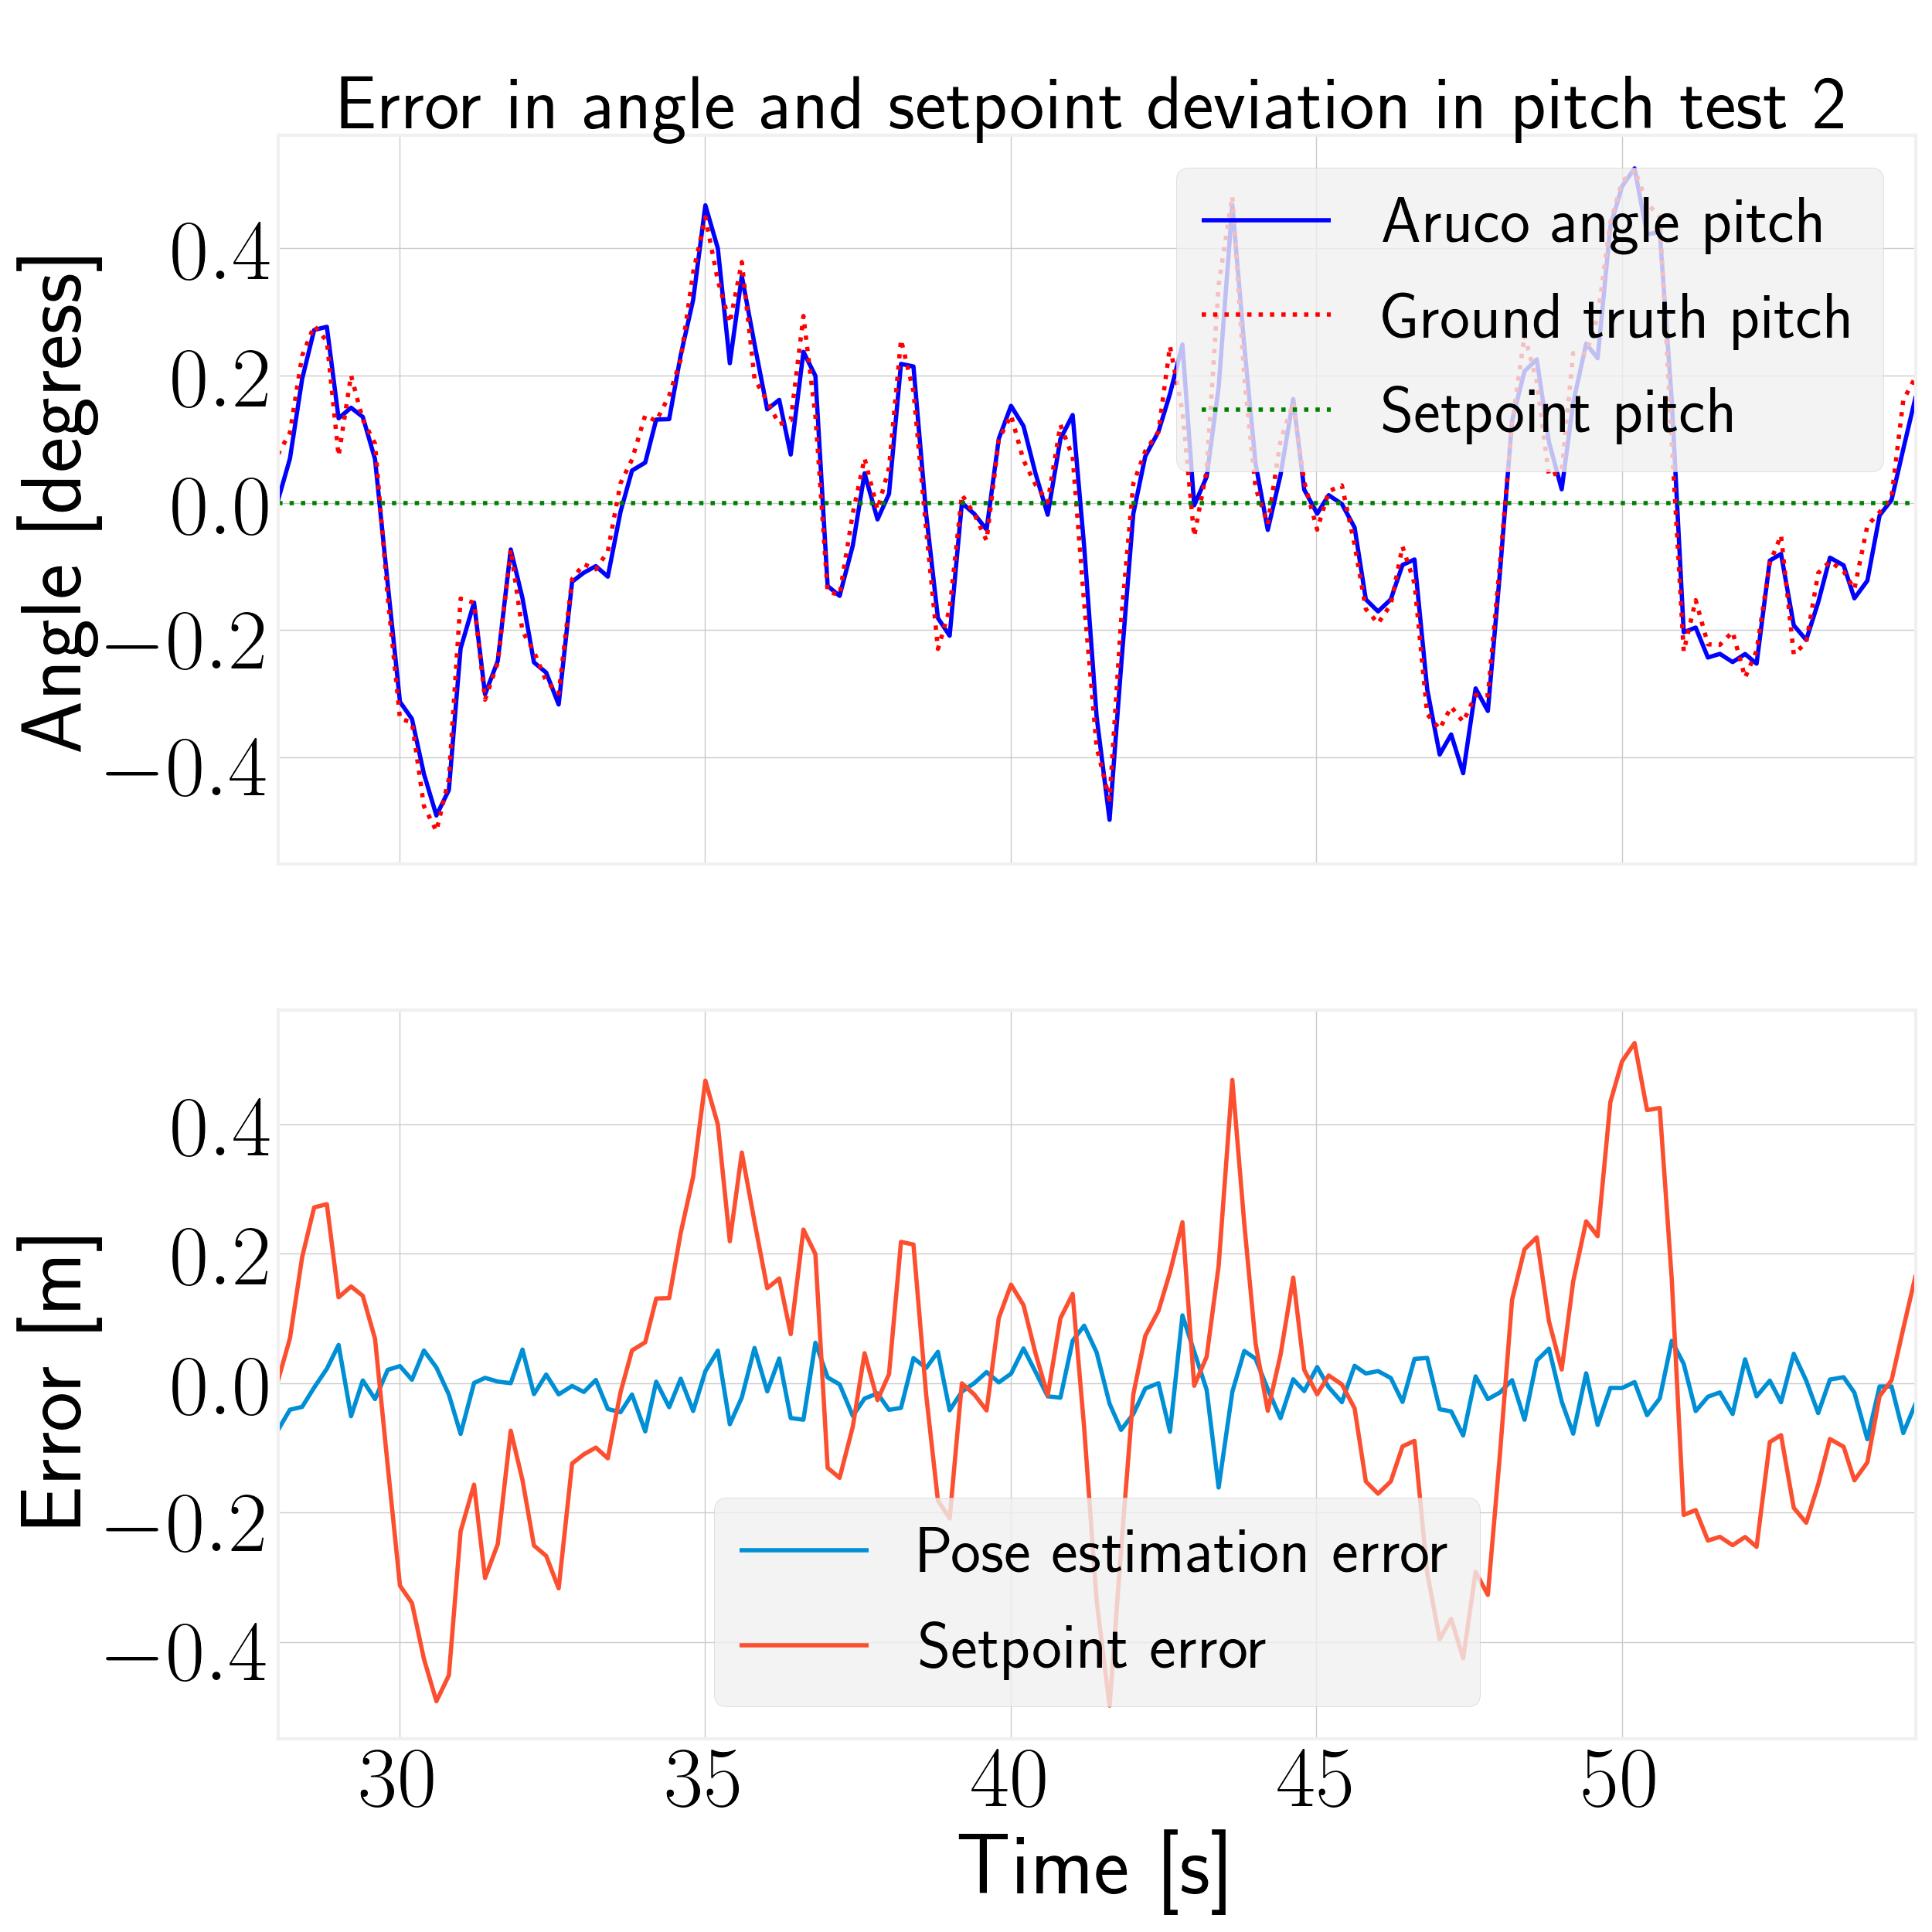 Error in angle and setpoint deviation in pitch test 2
Angle [degress]
0.4
0.2
0.0
−0.2
−0.4
Aruco angle pitch
Ground truth pitch
Setpoint pitch
Error [m]
0.4
0.2
0.0
−0.2
−0.4
Pose estimation error
Setpoint error
30 35 40 45 50
Time [s]